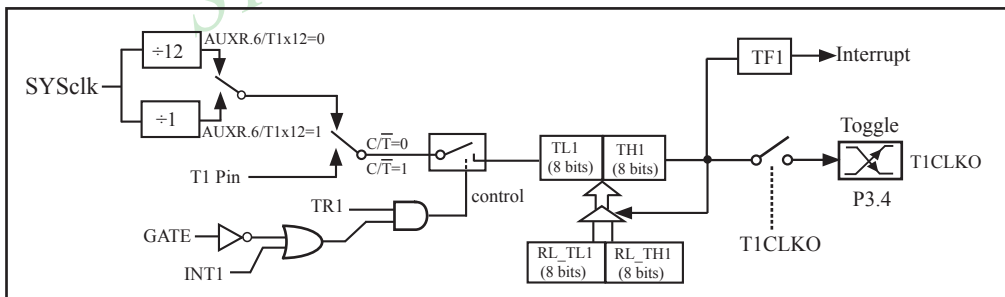 ÷12
AUXR.6/T1x12=0
SYSclk
÷1
AUXR.6/T1x12=1
T1 Pin
C/T̅=0
C/T̅=1
control
TR1
GATE
INT1
TL1
(8 bits)
TH1
(8 bits)
RL_TL1
(8 bits)
RL_TH1
(8 bits)
TF1
Interrupt
Toggle
T1CLKO
P3.4
T1CLKO